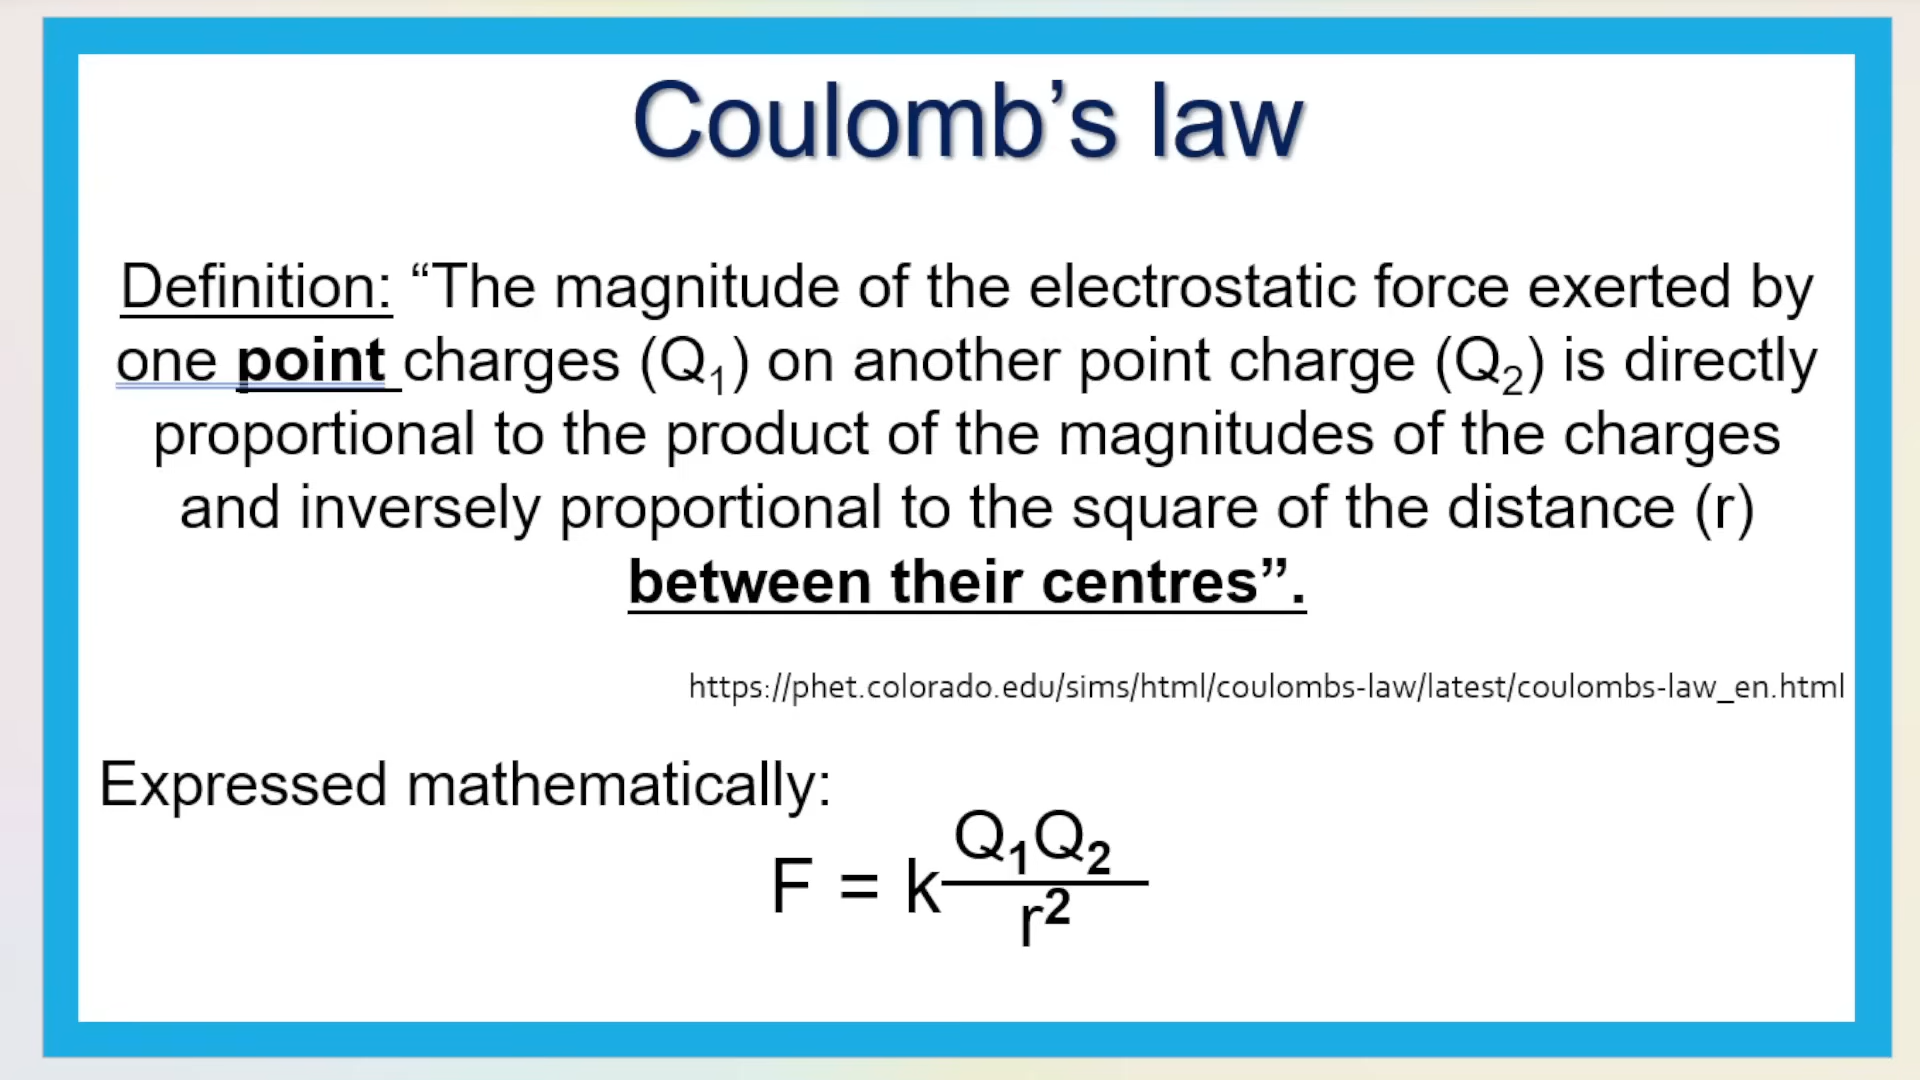 Coulomb’s law
Definition: “The magnitude of the electrostatic force exerted by
one point charges (Q₁) on another point charge (Q₂) is directly
proportional to the product of the magnitudes of the charges
and inversely proportional to the square of the distance (r)
between their centres”.
https://phet.colorado.edu/sims/html/coulombs-law/latest/coulombs-law_en.html
Expressed mathematically:
F = k Q₁Q₂ / r²